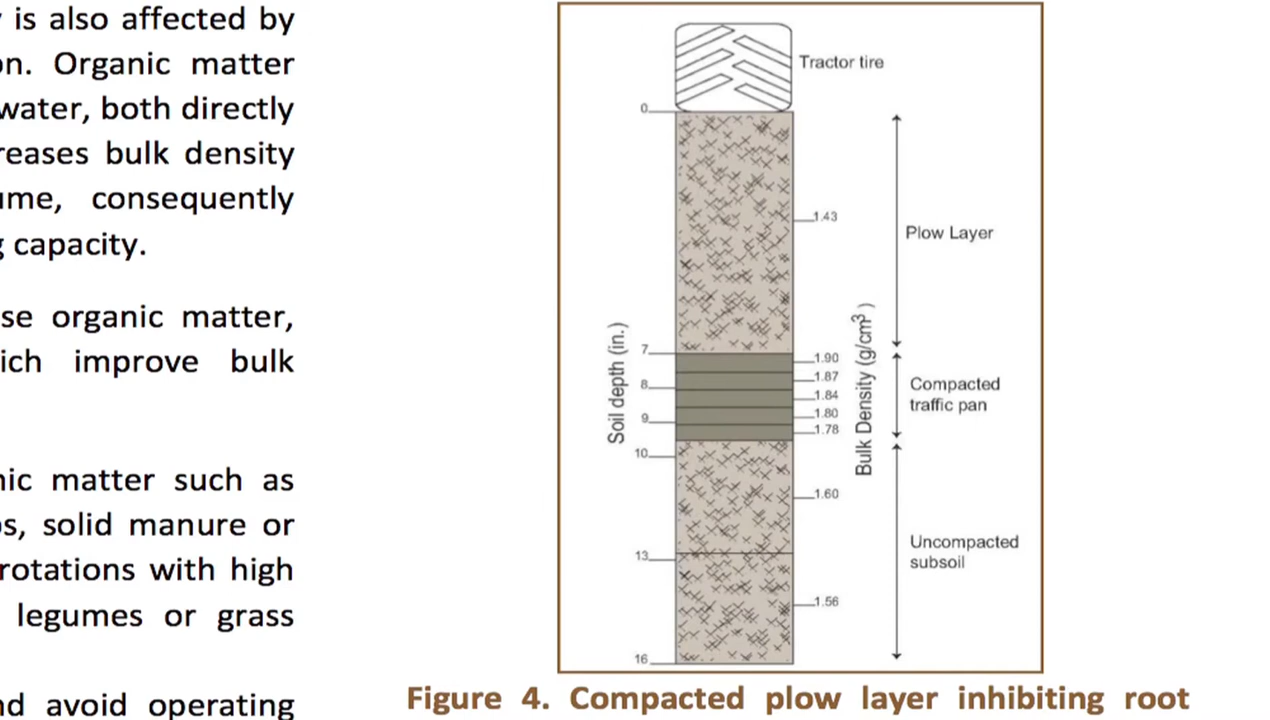 is also affected by
on. Organic matter
water, both directly
reases bulk density
ume, consequently
g capacity.
se organic matter,
ich improve bulk
nic matter such as
os, solid manure or
rotations with high
legumes or grass
nd avoid operating
Tractor tire
0
1.43
Plow Layer
Soil depth (in.)
7
8
9
10
13
16
1.90
1.87
1.84
1.80
1.78
1.60
1.56
Bulk Density (g/cm³ )
Compacted
traffic pan
Uncompacted
subsoil
Figure 4. Compacted plow layer inhibiting root